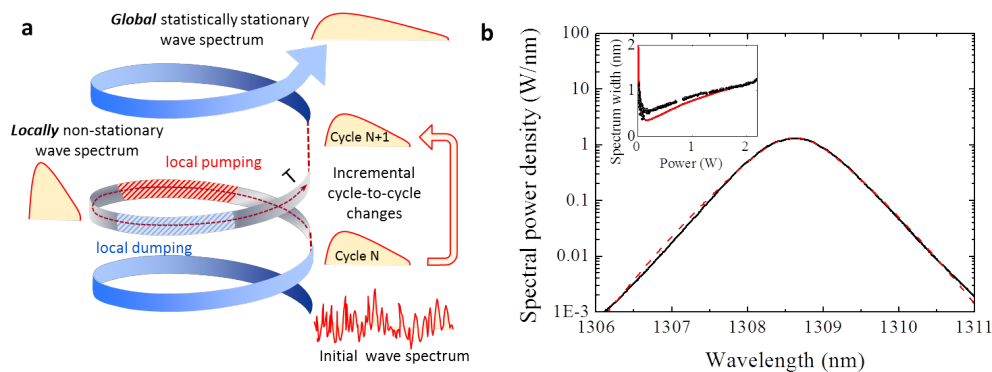 a
Global statistically stationary
wave spectrum
Locally non-stationary
wave spectrum
local pumping
T
Cycle N+1
Incremental
cycle-to-cycle
changes
local dumping
Cycle N
Initial wave spectrum
b
Spectral power density (W/nm)
100
10
1
0.1
0.01
1E-3
1306
1307
1308
1309
1310
1311
Wavelength (nm)
Spectrum width (nm)
2
1
0
0
1
2
Power (W)